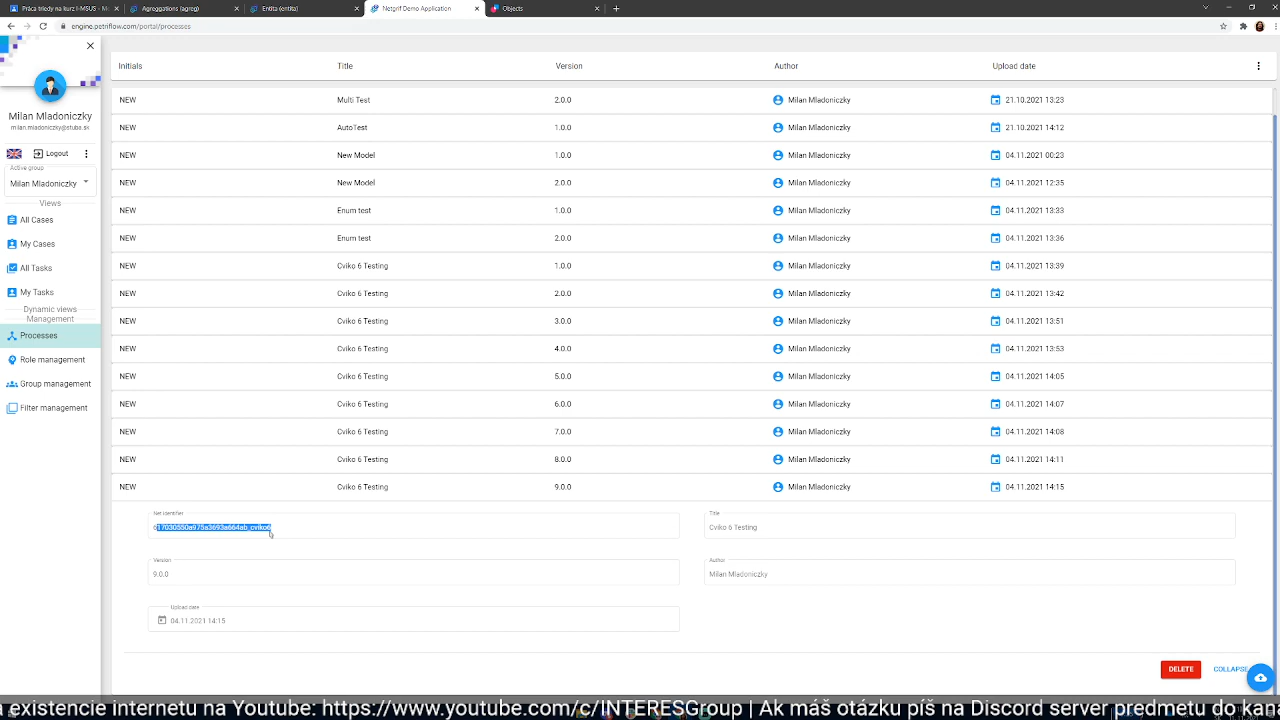 Práca triedy na kurz I-MSUS - M
Aggregations (agreg)
Entita (entita)
Netgrif Demo Application
Objects
engine.petriflow.com/portal/processes
Milan Mladoniczky
milan.mladoniczky@stuba.sk
Logout
Active group
Milan Mladoniczky
Views
All Cases
My Cases
All Tasks
My Tasks
Dynamic views
Management
Processes
Role management
Group management
Filter management
Initials Title Version Author Upload date
NEW Multi Test 2.0.0 Milan Mladoniczky 21.10.2021 13:23
NEW AutoTest 1.0.0 Milan Mladoniczky 21.10.2021 14:12
NEW New Model 1.0.0 Milan Mladoniczky 04.11.2021 00:23
NEW New Model 2.0.0 Milan Mladoniczky 04.11.2021 12:35
NEW Enum test 1.0.0 Milan Mladoniczky 04.11.2021 13:33
NEW Enum test 2.0.0 Milan Mladoniczky 04.11.2021 13:36
NEW Cviko 6 Testing 1.0.0 Milan Mladoniczky 04.11.2021 13:39
NEW Cviko 6 Testing 2.0.0 Milan Mladoniczky 04.11.2021 13:42
NEW Cviko 6 Testing 3.0.0 Milan Mladoniczky 04.11.2021 13:51
NEW Cviko 6 Testing 4.0.0 Milan Mladoniczky 04.11.2021 13:53
NEW Cviko 6 Testing 5.0.0 Milan Mladoniczky 04.11.2021 14:05
NEW Cviko 6 Testing 6.0.0 Milan Mladoniczky 04.11.2021 14:07
NEW Cviko 6 Testing 7.0.0 Milan Mladoniczky 04.11.2021 14:08
NEW Cviko 6 Testing 8.0.0 Milan Mladoniczky 04.11.2021 14:11
NEW Cviko 6 Testing 9.0.0 Milan Mladoniczky 04.11.2021 14:15
Net identifier
617030550a975a3693a664ab_cviko6
Title
Cviko 6 Testing
Version
9.0.0
Author
Milan Mladoniczky
Upload date
04.11.2021 14:15
DELETE COLLAPSE
a existencie internetu na Youtube: https://www.youtube.com/c/INTERESGroup | Ak máš otázku píš na Discord server predmetu do kana